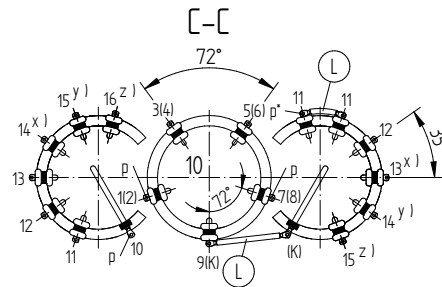 C-C
72°
L
15 y)
16 z)
3(4)
5(6)
p*
11
11
14 x)
12
35
13
p
10
p
13 x)
1(2)
72°
7(8)
12
14 y)
11
p
10
9(K)
(K)
15 z)
L